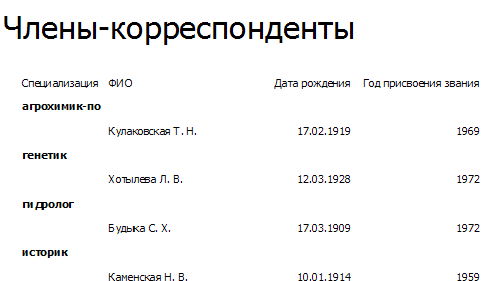 Члены-корреспонденты
Специализация ФИО Дата рождения Год присвоения звания
агрохимик-по
Кулаковская Т. Н. 17.02.1919 1969
генетик
Хотылева Л. В. 12.03.1928 1972
гидролог
Будыка С. Х. 17.03.1909 1972
историк
Каменская Н. В. 10.01.1914 1959